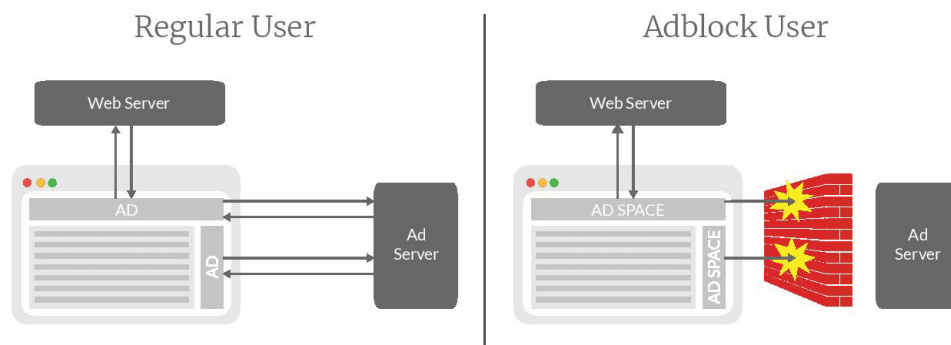 Regular User
Web Server
AD
AD
Ad
Server
Adblock User
Web Server
AD SPACE
AD SPACE
Ad
Server